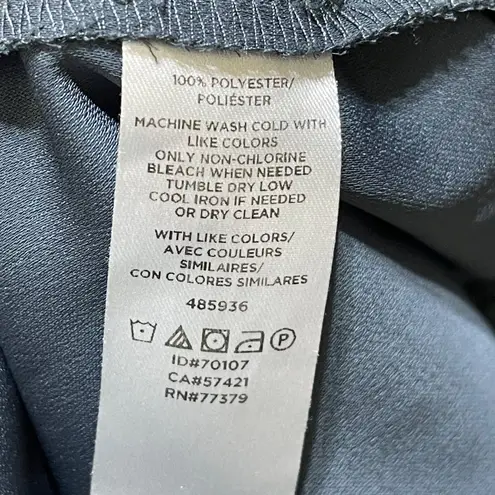 100% POLYESTER/
POLIÉSTER
MACHINE WASH COLD WITH
LIKE COLORS
ONLY NON-CHLORINE
BLEACH WHEN NEEDED
TUMBLE DRY LOW
COOL IRON IF NEEDED
OR DRY CLEAN
WITH LIKE COLORS/
AVEC COULEURS
SIMILAIRES/
CON COLORES SIMILARES
485936
P
ID#70107
CA#57421
RN#77379